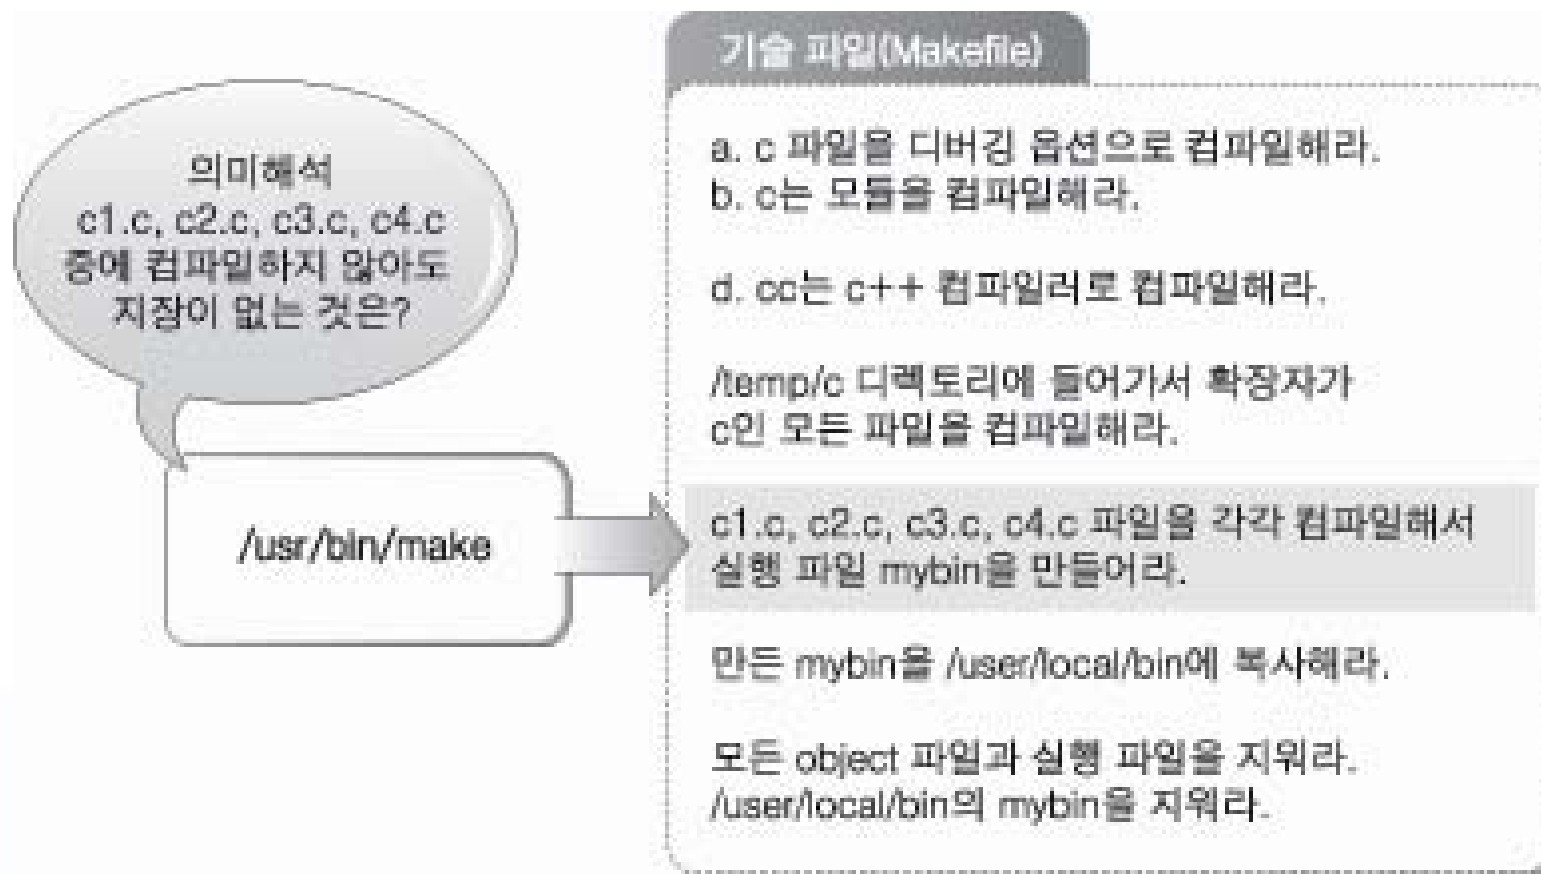 기술 파일(Makefile)
의미해석
c1.c, c2.c, c3.c, c4.c
중에 컴파일하지 않아도
지장이 없는 것은?
/usr/bin/make
a. c 파일을 디버깅 옵션으로 컴파일해라.
b. c는 모듈을 컴파일해라.
d. cc는 c++ 컴파일러로 컴파일해라.
/temp/c 디렉토리에 들어가서 확장자가
c인 모든 파일을 컴파일해라.
c1.c, c2.c, c3.c, c4.c 파일을 각각 컴파일해서
실행 파일 mybin을 만들어라.
만든 mybin을 /user/local/bin에 복사해라.
모든 object 파일과 실행 파일을 지워라.
/user/local/bin의 mybin을 지워라.